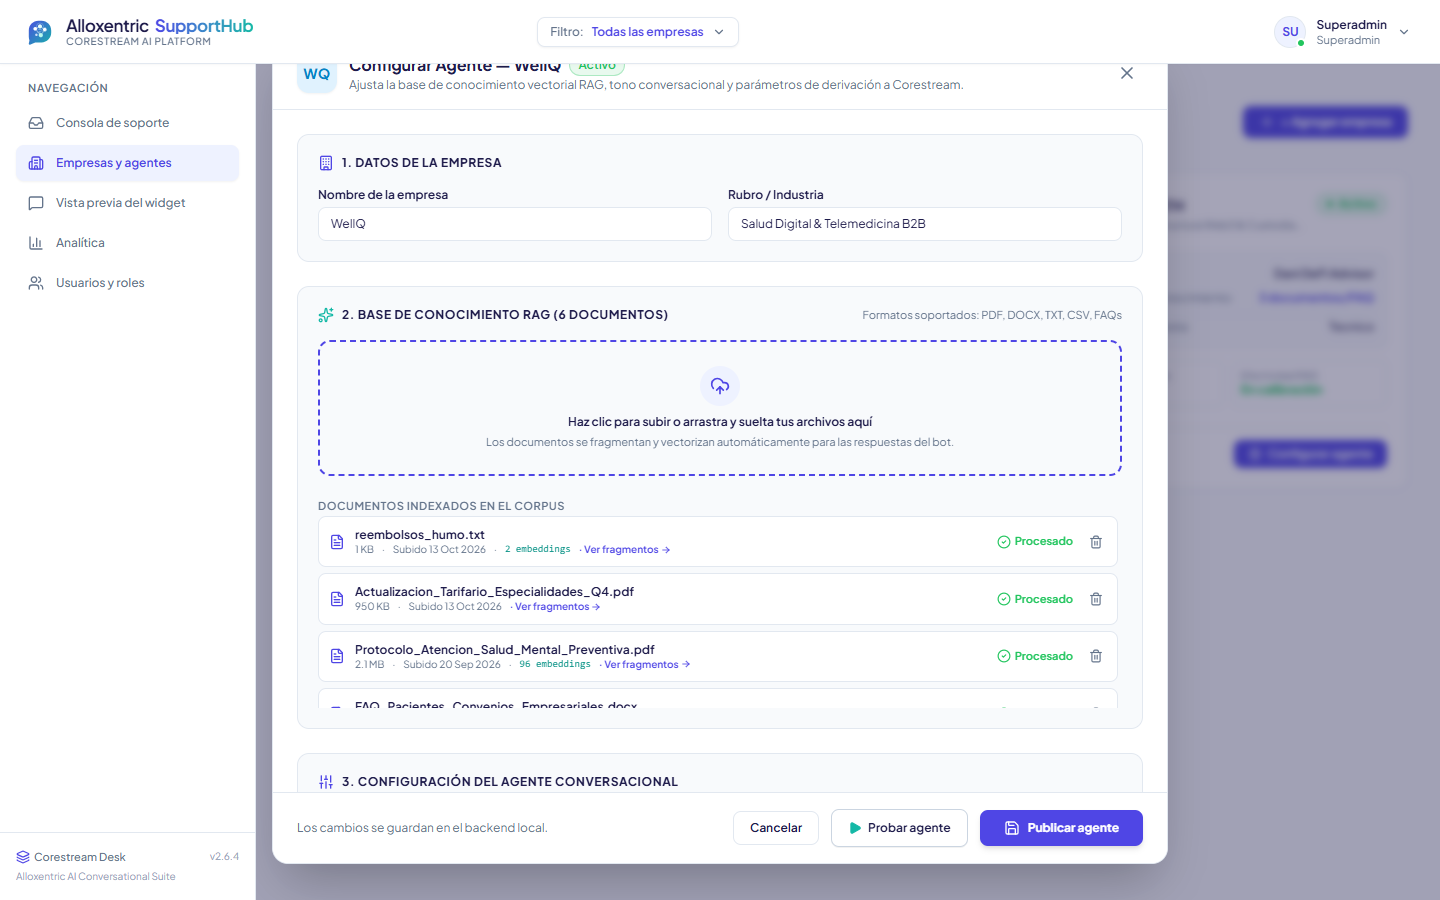 Alloxentric SupportHub
CORESTREAM AI PLATFORM
Filtro: Todas las empresas
SU
Superadmin
Superadmin
NAVEGACIÓN
Consola de soporte
Empresas y agentes
Vista previa del widget
Analítica
Usuarios y roles
Corestream Desk v2.6.4
Alloxentric AI Conversational Suite
WQ
Configurar Agente — WellQ Activo
Ajusta la base de conocimiento vectorial RAG, tono conversacional y parámetros de derivación a Corestream.
1. DATOS DE LA EMPRESA
Nombre de la empresa
WellQ
Rubro / Industria
Salud Digital & Telemedicina B2B
2. BASE DE CONOCIMIENTO RAG (6 DOCUMENTOS)
Formatos soportados: PDF, DOCX, TXT, CSV, FAQs
Haz clic para subir o arrastra y suelta tus archivos aquí
Los documentos se fragmentan y vectorizan automáticamente para las respuestas del bot.
DOCUMENTOS INDEXADOS EN EL CORPUS
reembolsos_humo.txt
1 KB · Subido 13 Oct 2026 · 2 embeddings · Ver fragmentos →
Procesado
Actualizacion_Tarifario_Especialidades_Q4.pdf
950 KB · Subido 13 Oct 2026 · Ver fragmentos →
Procesado
Protocolo_Atencion_Salud_Mental_Preventiva.pdf
2.1 MB · Subido 20 Sep 2026 · 96 embeddings · Ver fragmentos →
Procesado
FAQ_Pacientes_Convenios_Empresariales.docx
3. CONFIGURACIÓN DEL AGENTE CONVERSACIONAL
Los cambios se guardan en el backend local.
Cancelar
Probar agente
Publicar agente